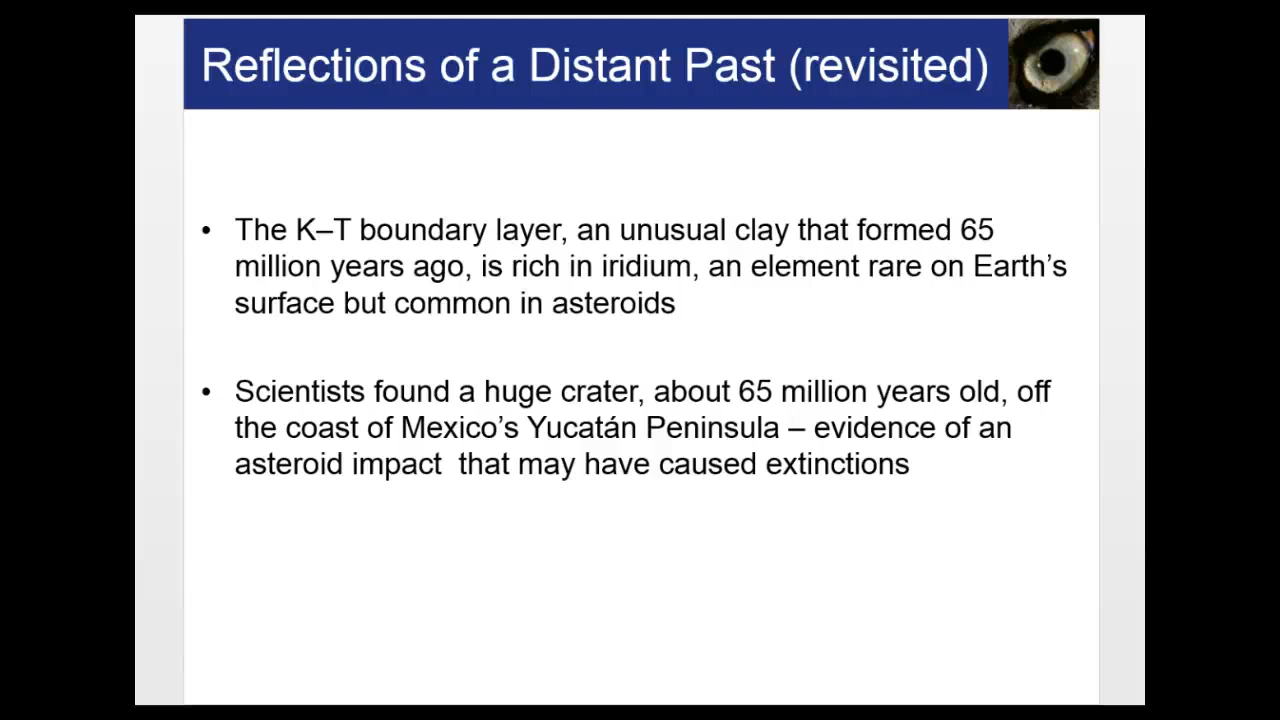 Reflections of a Distant Past (revisited)
• The K–T boundary layer, an unusual clay that formed 65
million years ago, is rich in iridium, an element rare on Earth’s
surface but common in asteroids
• Scientists found a huge crater, about 65 million years old, off
the coast of Mexico’s Yucatán Peninsula – evidence of an
asteroid impact  that may have caused extinctions